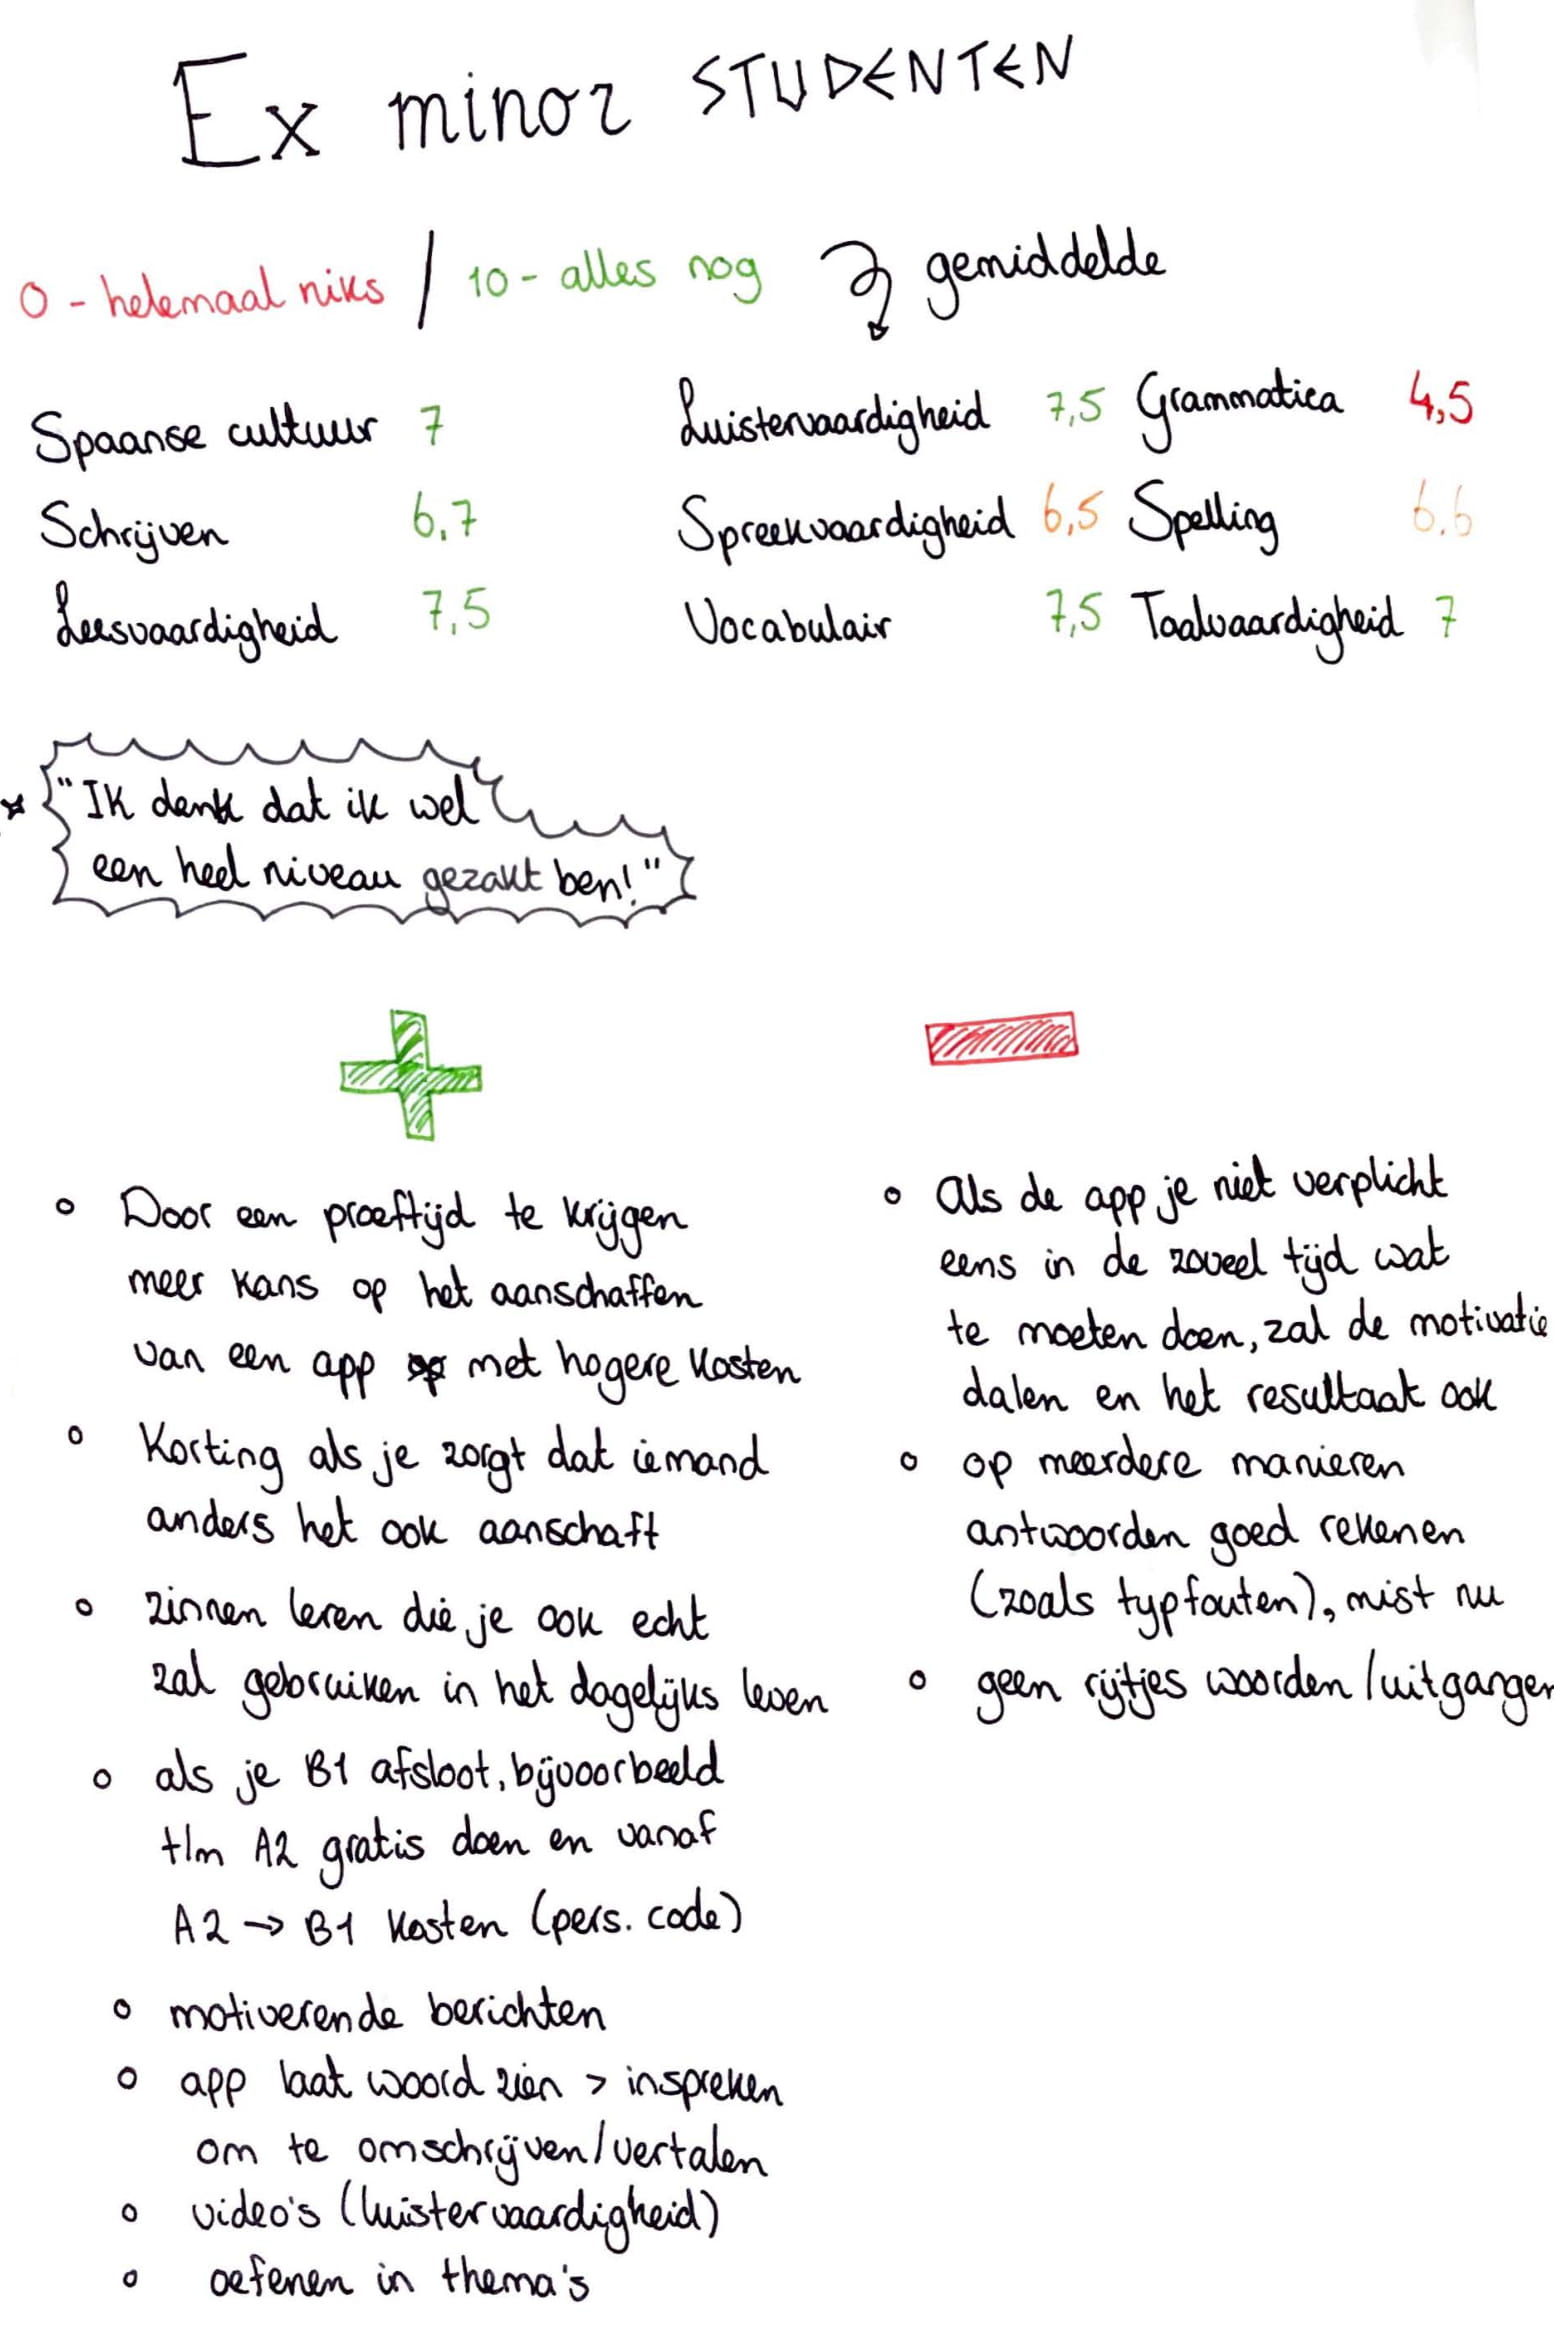 Ex minor STUDENTEN
0 - helemaal niks / 10 - alles nog gemiddelde
Spaanse cultuur 7
Schrijven 6,7
Leesvaardigheid 7,5
Luistervaardigheid 7,5
Spreekvaardigheid 6,5
Vocabulair 7,5
Grammatica 4,5
Spelling 6.6
Taalvaardigheid 7
"Ik denk dat ik wel
een heel niveau gezakt ben!"
Door een proeftijd te krijgen
meer kans op het aanschaffen
van een app met hogere kosten
Korting als je zorgt dat iemand
anders het ook aanschaft
zinnen leren die je ook echt
zal gebruiken in het dagelijks leven
als je B1 afsloot, bijvoorbeeld
t/m A2 gratis doen en vanaf
A2 → B1 kosten (pers. code)
motiverende berichten
app laat woord zien > inspreken
om te omschrijven/vertalen
video's (luistervaardigheid)
oefenen in thema's
Als de app je niet verplicht
eens in de zoveel tijd wat
te moeten doen, zal de motivatie
dalen en het resultaat ook
op meerdere manieren
antwoorden goed rekenen
(zoals typfouten), mist nu
geen rijtjes woorden/uitgangen